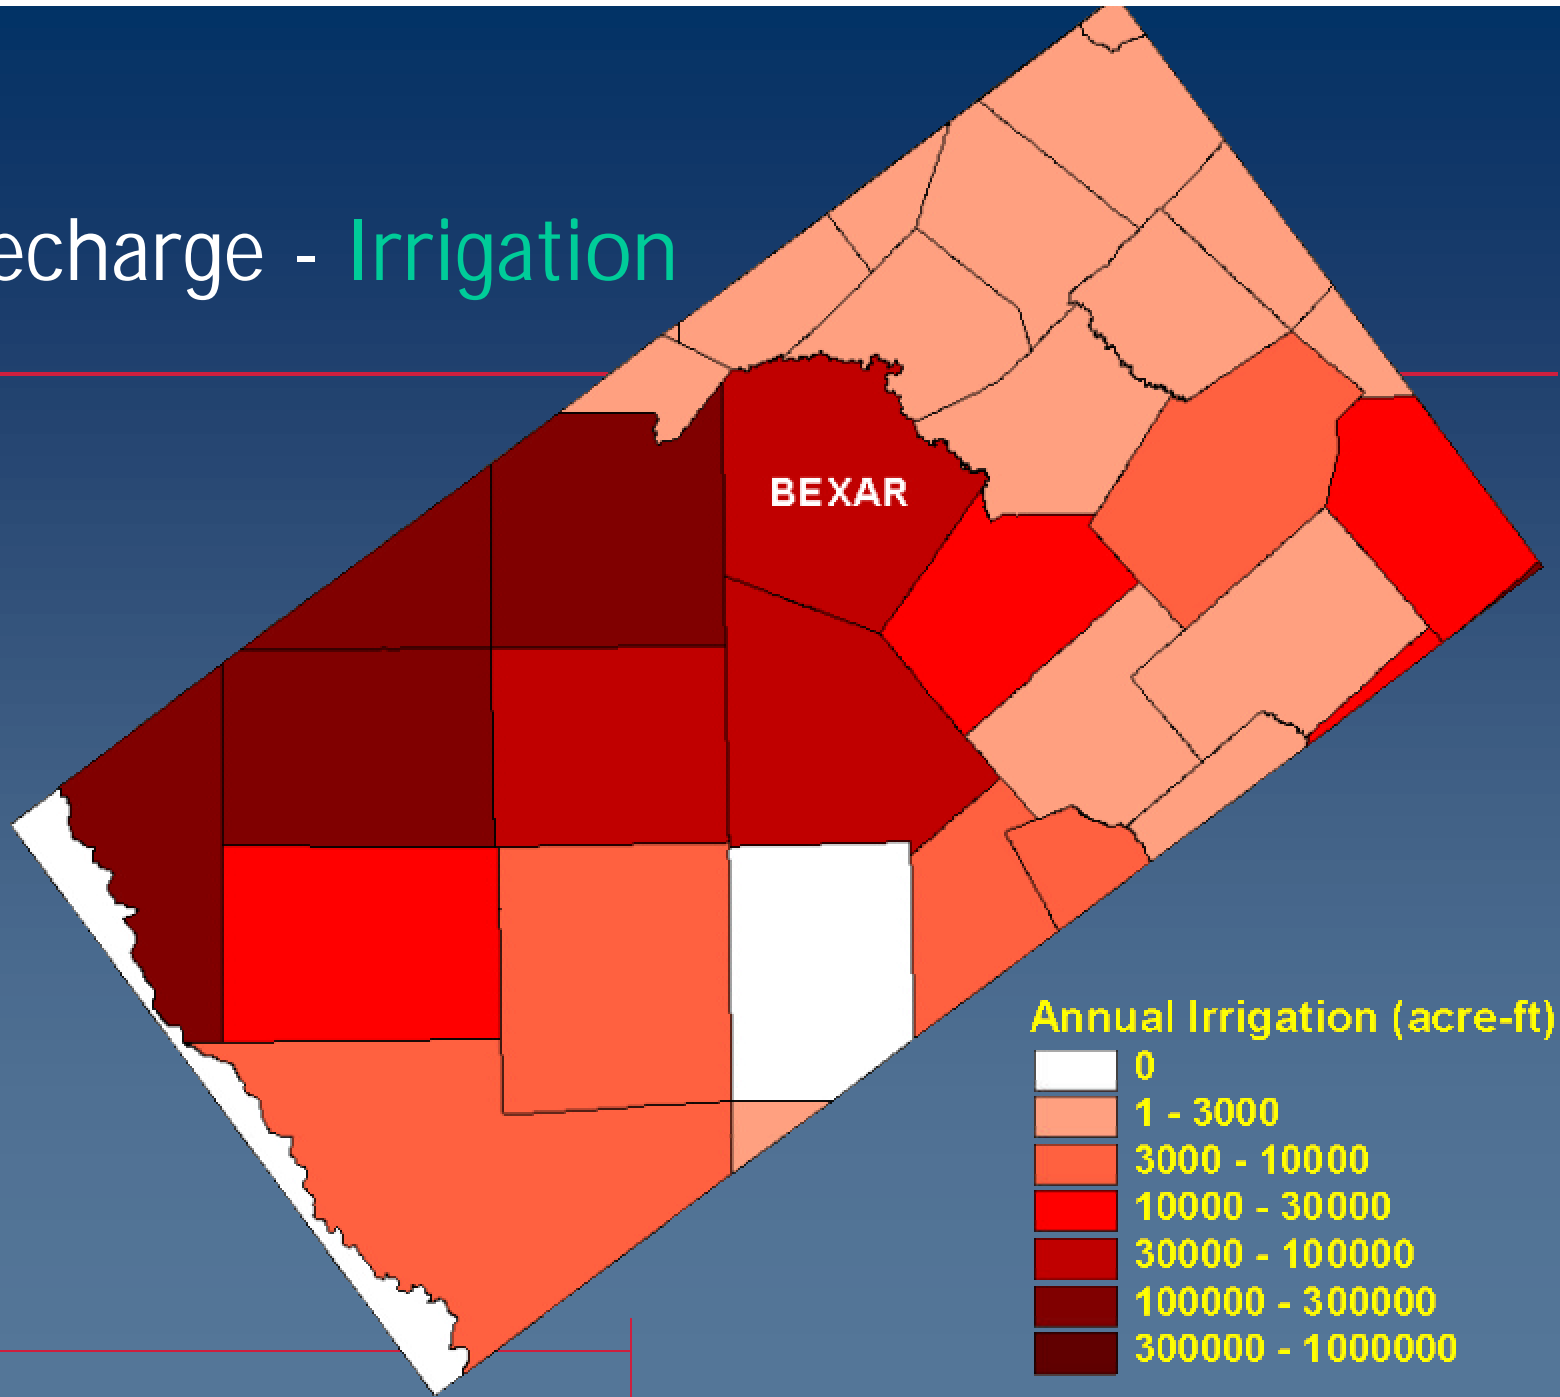 echarge - Irrigation
BEXAR
Annual Irrigation (acre-ft)
0
1 - 3000
3000 - 10000
10000 - 30000
30000 - 100000
100000 - 300000
300000 - 1000000